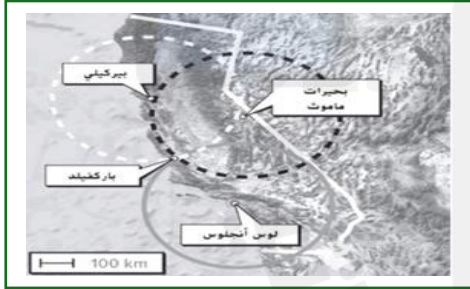 بيركيلي
بحيرات
ماموث
باركفيلد
لوس أنجلوس
100 km